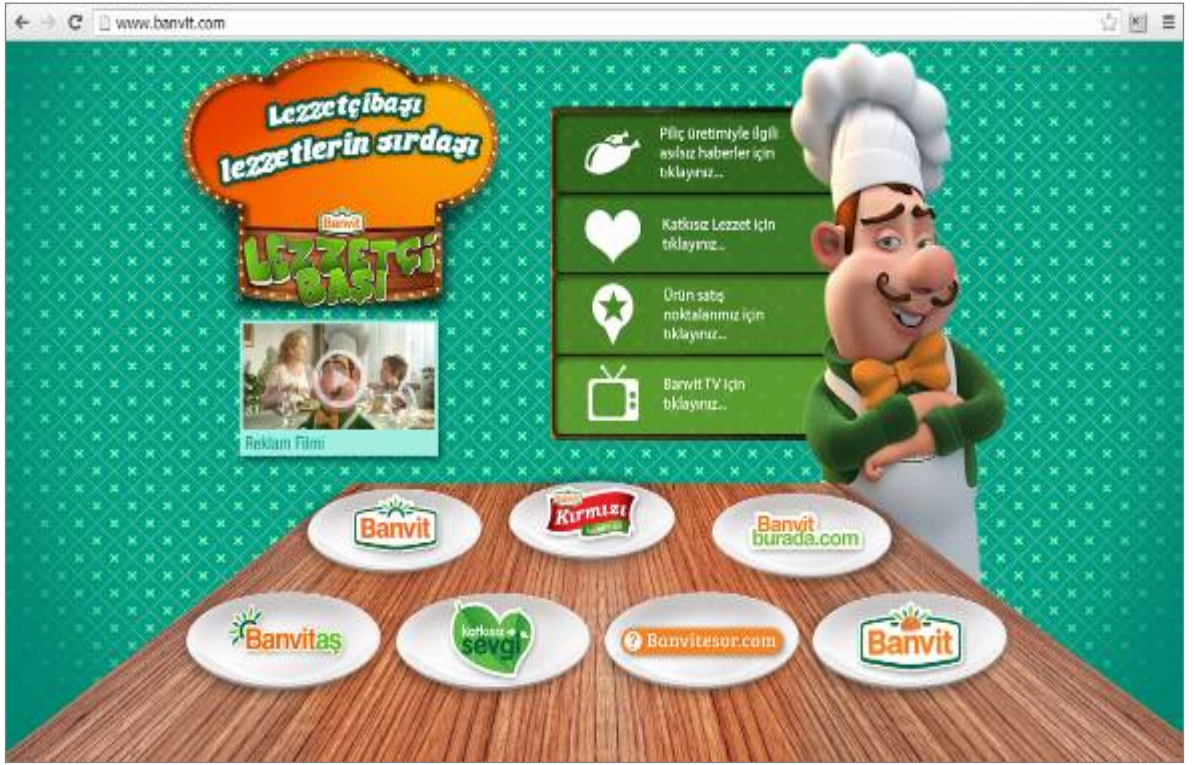 www.banvit.com
Lezzetçibaşı
lezzetlerin sırdaşı
Banvit
LEZZETÇİ
BAŞI
Reklam Filmi
Piliç üretimiyle ilgili
asılsız haberler için
tıklayınız...
Katkısız Lezzet için
tıklayınız...
Ürün satış
noktalarımız için
tıklayınız...
Banvit TV için
tıklayınız...
Banvit
Banvit
Kırmızı
Banvit
burada.com
Banvitaş
katkısız
sevgi
? Banvitesor.com
Banvit